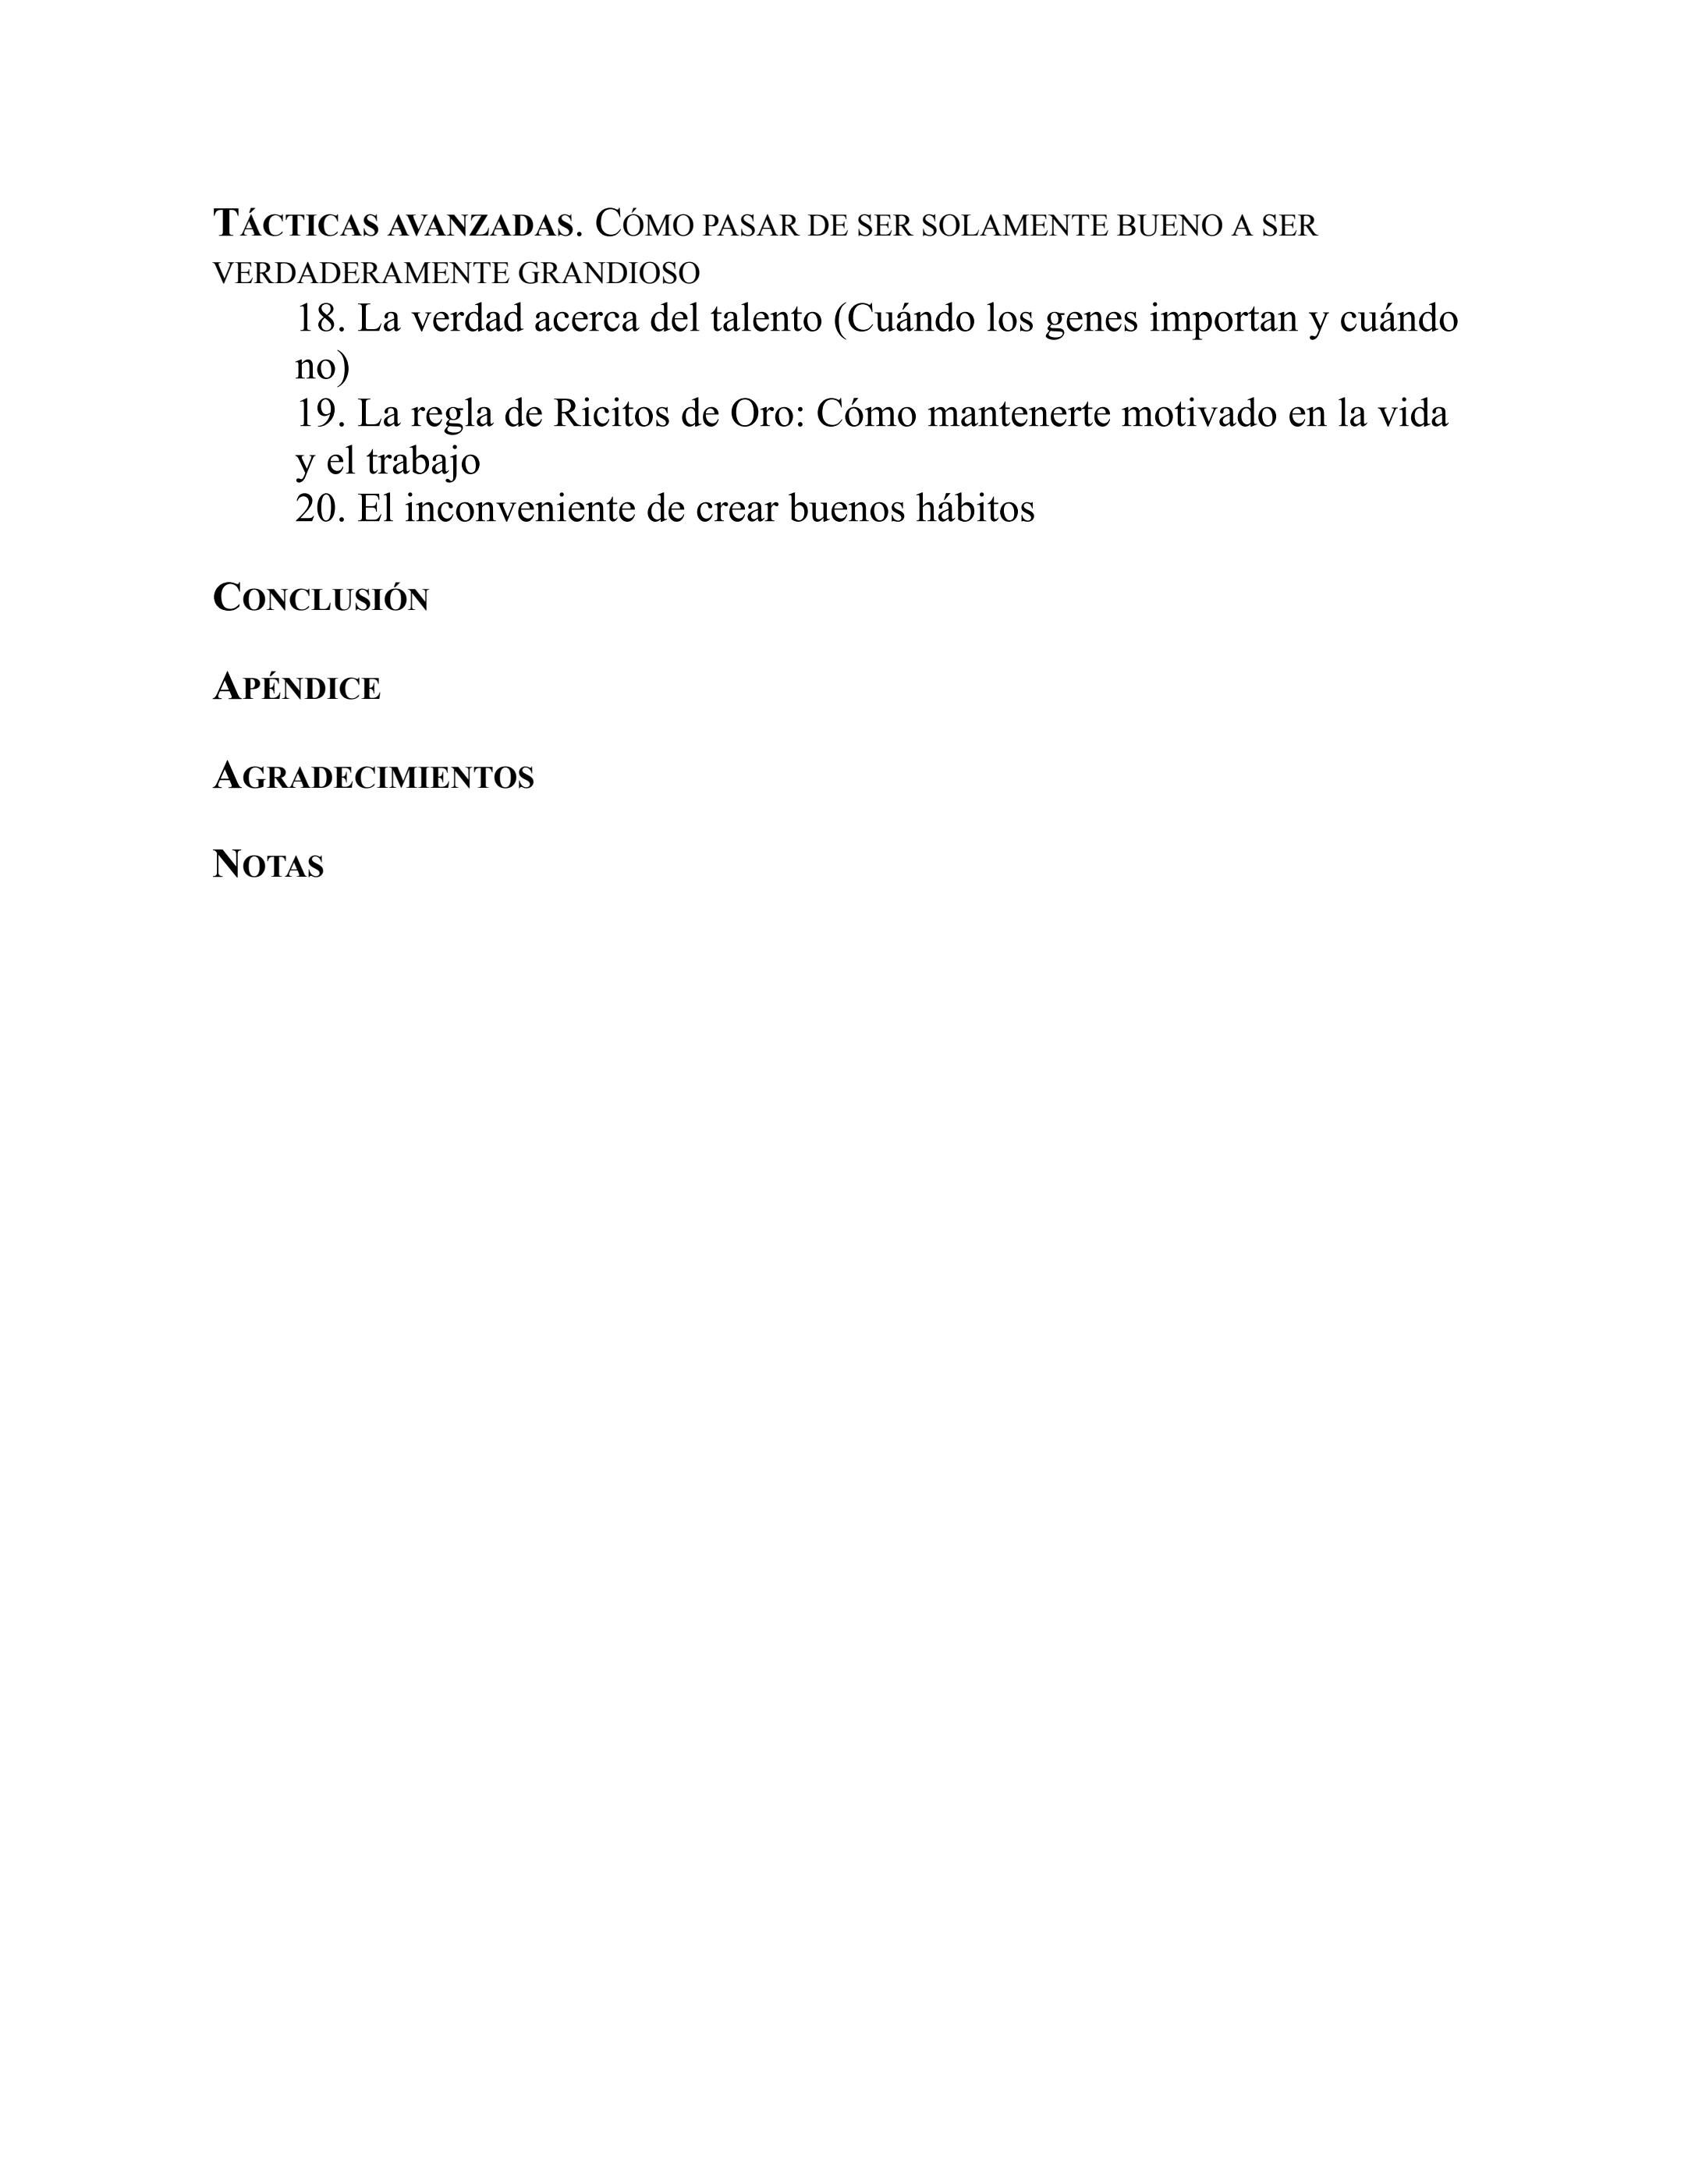 Tácticas avanzadas. Cómo pasar de ser solamente bueno a ser
verdaderamente grandioso
18. La verdad acerca del talento (Cuándo los genes importan y cuándo
no)
19. La regla de Ricitos de Oro: Cómo mantenerte motivado en la vida
y el trabajo
20. El inconveniente de crear buenos hábitos
Conclusión
Apéndice
Agradecimientos
Notas